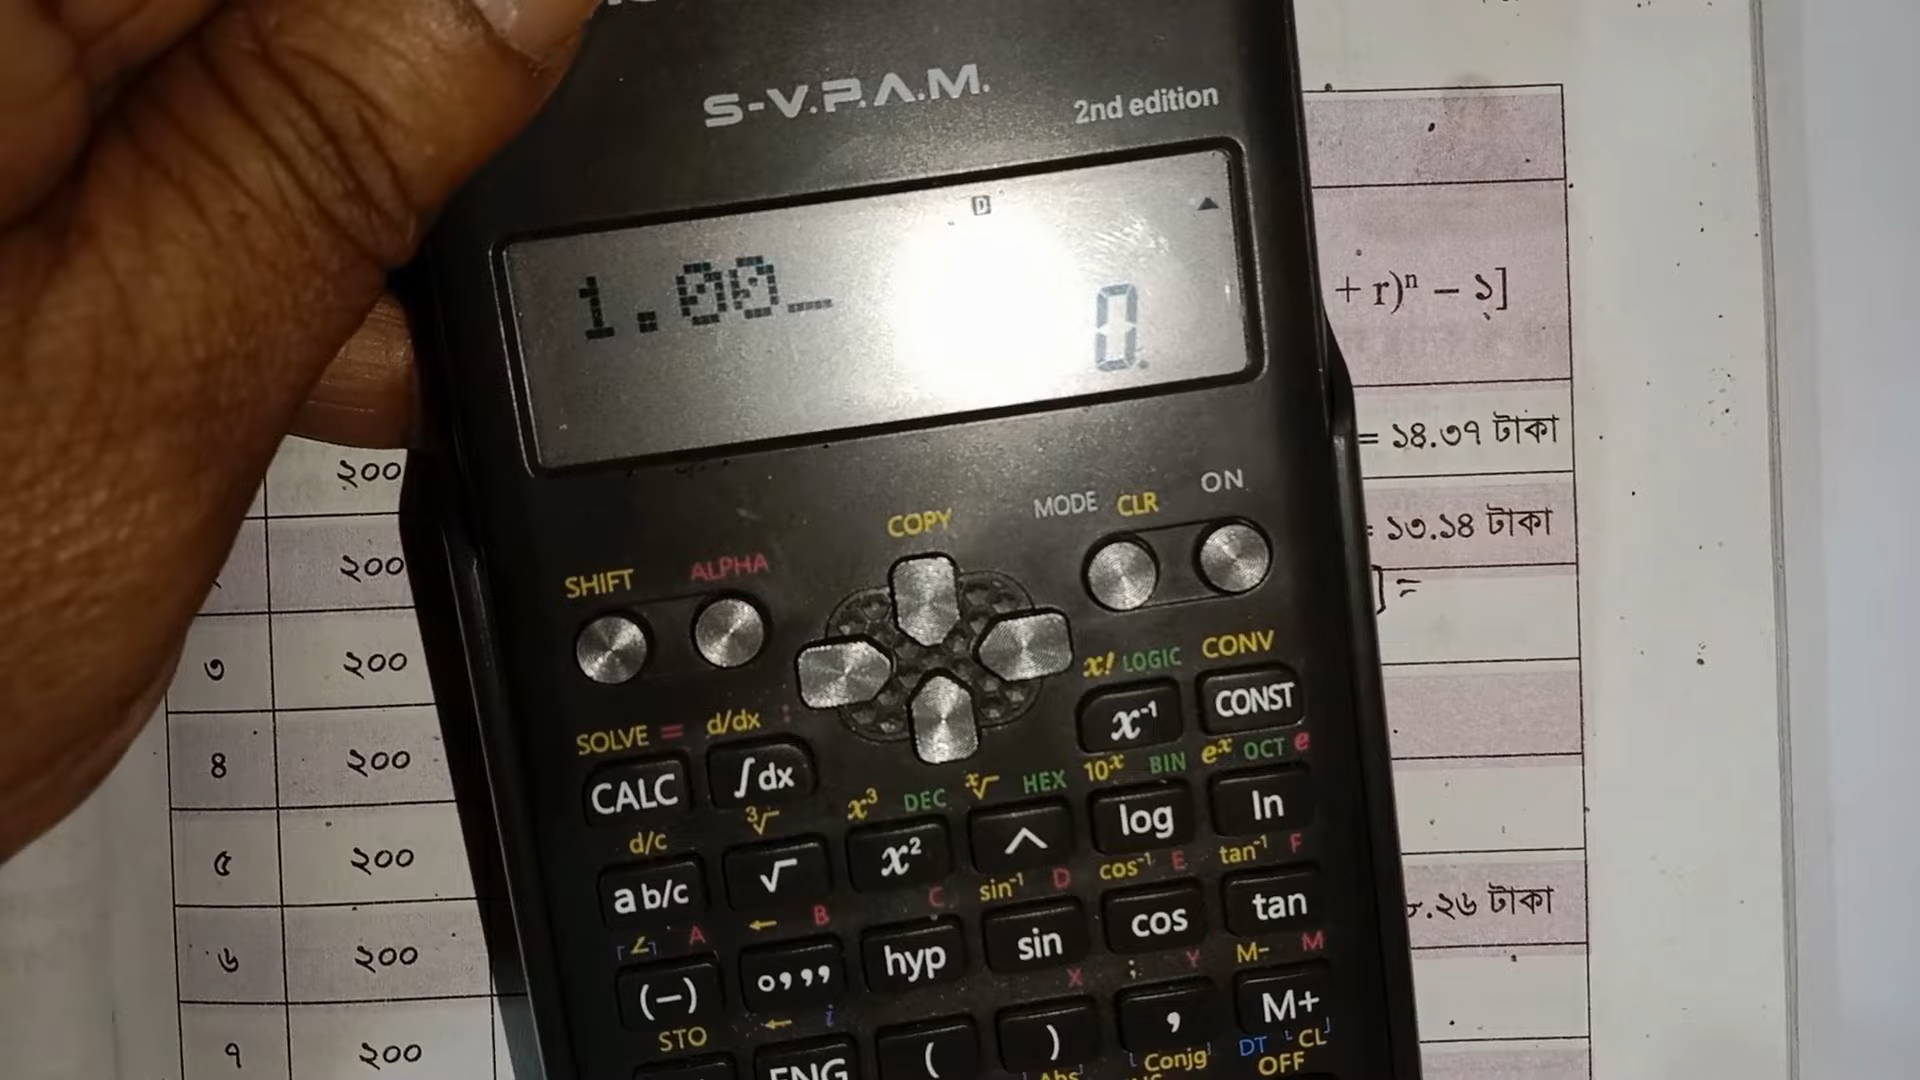 S-V.P.A.M.
2nd edition
D
1.00_
0.
+ r)ⁿ – ১]
= ১৪.৩৭ টাকা
২০০
= ১৩.১৪ টাকা
২০০
] =
৩ ২০০
৪ ২০০
৫ ২০০
.২৬ টাকা
৬ ২০০
৭ ২০০
COPY MODE CLR ON
SHIFT ALPHA
x! LOGIC CONV
x⁻¹ CONST
SOLVE = d/dx :
CALC ∫dx
x³ DEC ˣ√ HEX 10ˣ BIN eˣ OCT e
x² ^ log ln
d/c ³√
a b/c √
C sin⁻¹ D cos⁻¹ E tan⁻¹ F
hyp sin cos tan
∠ A ← B
(–) °,,,
X ; Y M- M
( ) , M+
STO ← i
ENG
Abs Conjg DT CL
OFF